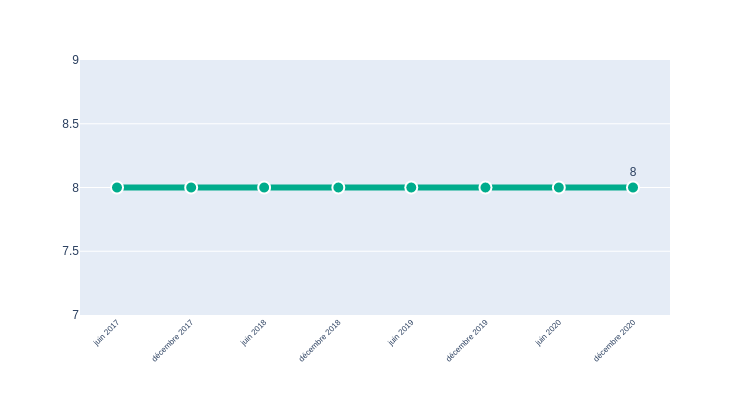 9
8.5
8
8
7.5
7
juin 2017
décembre 2017
juin 2018
décembre 2018
juin 2019
décembre 2019
juin 2020
décembre 2020